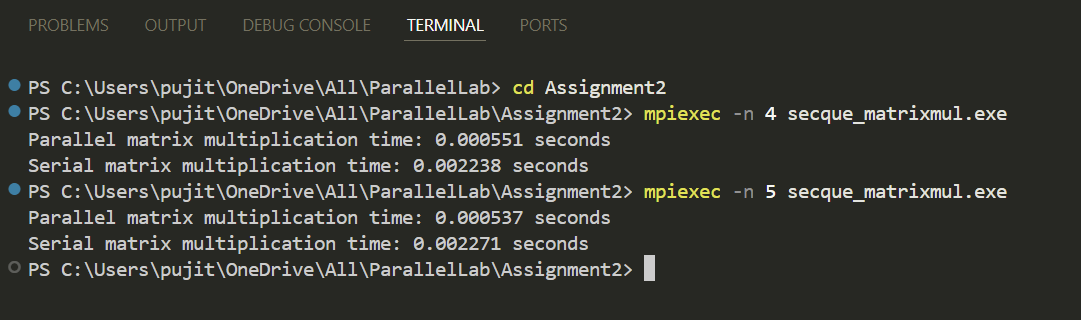 PROBLEMS OUTPUT DEBUG CONSOLE TERMINAL PORTS
PS C:\Users\pujit\OneDrive\All\ParallelLab> cd Assignment2
PS C:\Users\pujit\OneDrive\All\ParallelLab\Assignment2> mpiexec -n 4 secque_matrixmul.exe
Parallel matrix multiplication time: 0.000551 seconds
Serial matrix multiplication time: 0.002238 seconds
PS C:\Users\pujit\OneDrive\All\ParallelLab\Assignment2> mpiexec -n 5 secque_matrixmul.exe
Parallel matrix multiplication time: 0.000537 seconds
Serial matrix multiplication time: 0.002271 seconds
PS C:\Users\pujit\OneDrive\All\ParallelLab\Assignment2>